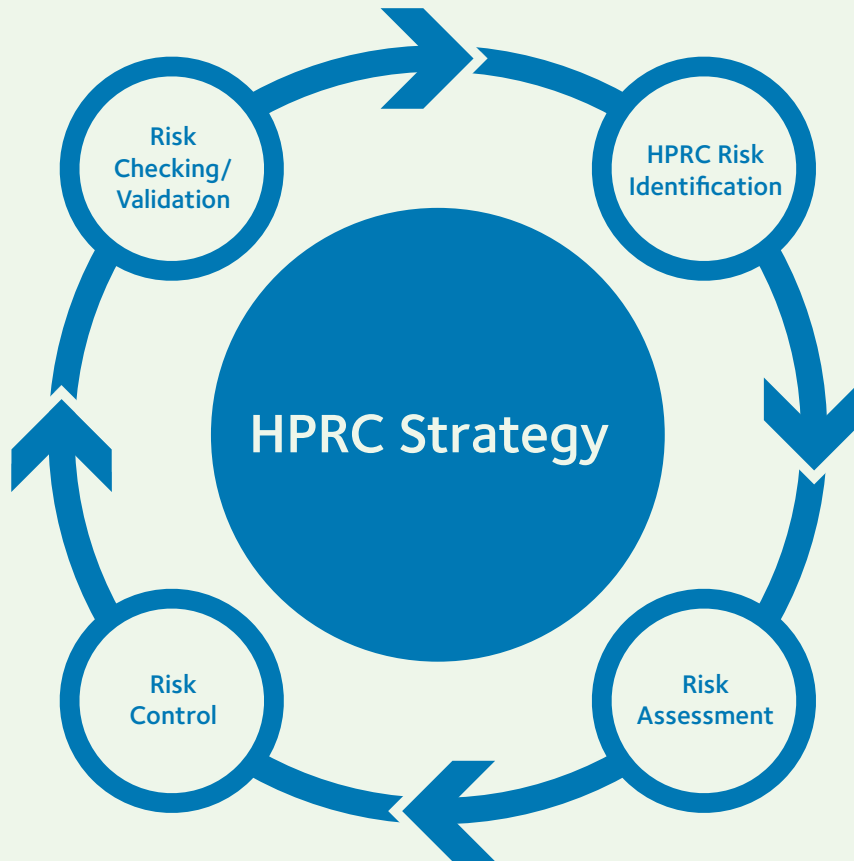 Risk
Checking/
Validation
HPRC Risk
Identification
HPRC Strategy
Risk
Control
Risk
Assessment